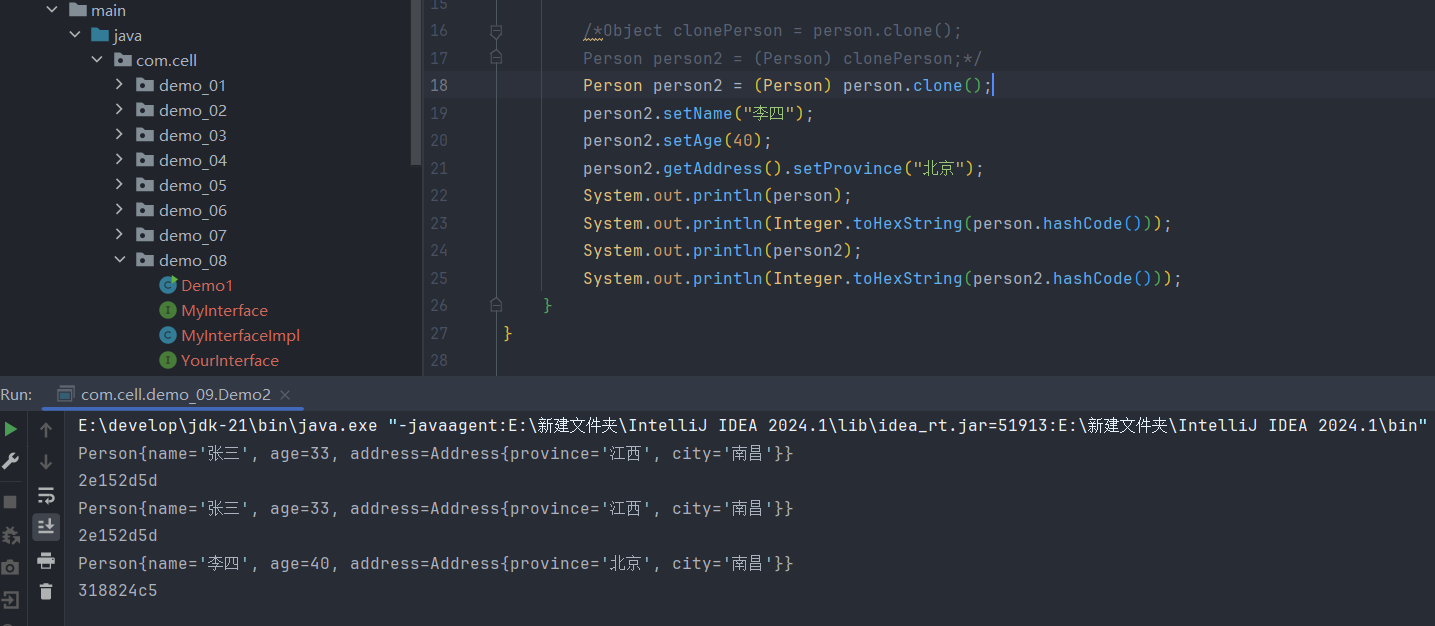 main
java
com.cell
demo_01
demo_02
demo_03
demo_04
demo_05
demo_06
demo_07
demo_08
Demo1
MyInterface
MyInterfaceImpl
YourInterface
15
16 /*Object clonePerson = person.clone();
17 Person person2 = (Person) clonePerson;*/
18 Person person2 = (Person) person.clone();
19 person2.setName("李四");
20 person2.setAge(40);
21 person2.getAddress().setProvince("北京");
22 System.out.println(person);
23 System.out.println(Integer.toHexString(person.hashCode()));
24 System.out.println(person2);
25 System.out.println(Integer.toHexString(person2.hashCode()));
26 }
27 }
28
Run: com.cell.demo_09.Demo2
E:\develop\jdk-21\bin\java.exe "-javaagent:E:\新建文件夹\IntelliJ IDEA 2024.1\lib\idea_rt.jar=51913:E:\新建文件夹\IntelliJ IDEA 2024.1\bin"
Person{name='张三', age=33, address=Address{province='江西', city='南昌'}}
2e152d5d
Person{name='张三', age=33, address=Address{province='江西', city='南昌'}}
2e152d5d
Person{name='李四', age=40, address=Address{province='北京', city='南昌'}}
318824c5